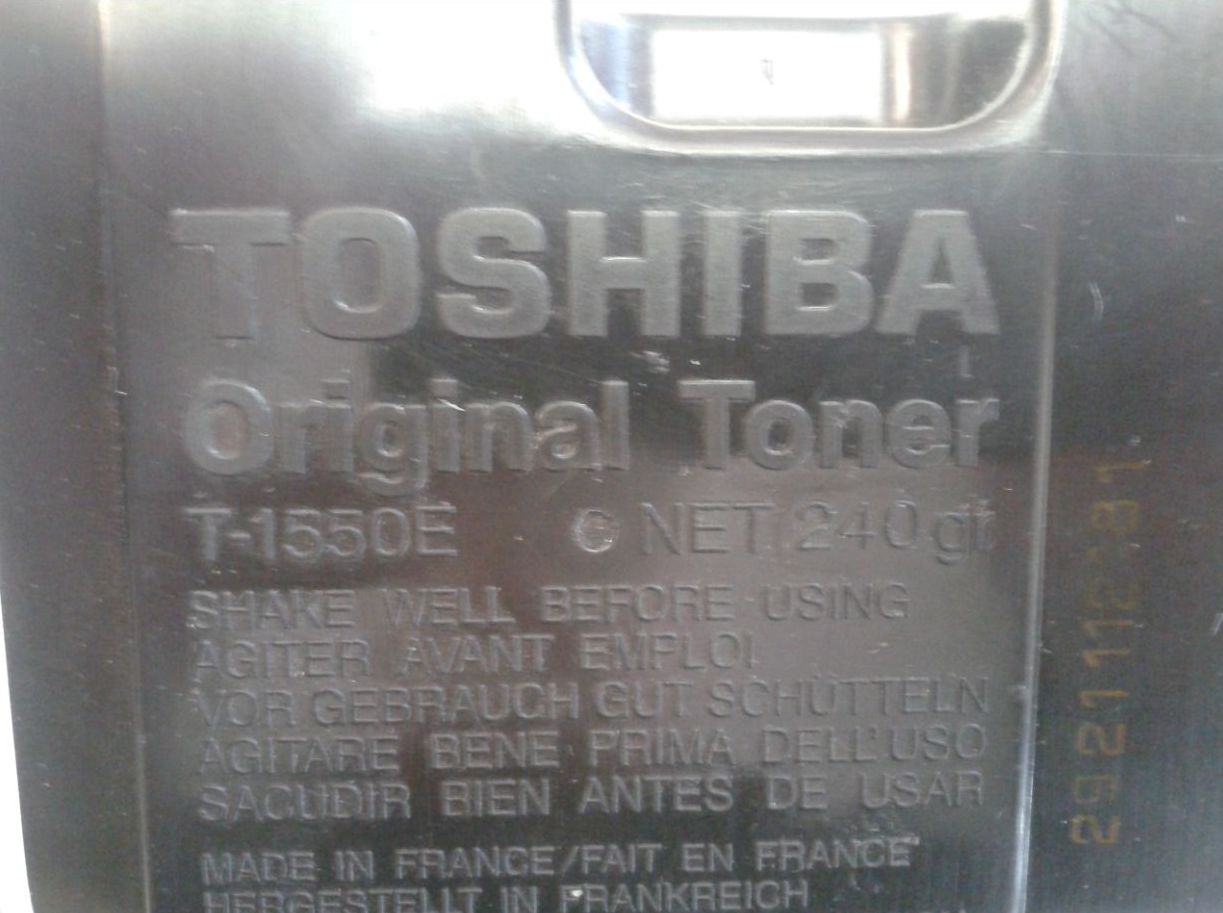 TOSHIBA
Original Toner
T-1550E © NET 240 gr
SHAKE WELL BEFORE USING
AGITER AVANT EMPLOI
VOR GEBRAUCH GUT SCHÜTTELN
AGITARE BENE PRIMA DELL'USO
SACUDIR BIEN ANTES DE USAR
MADE IN FRANCE/FAIT EN FRANCE
HERGESTELLT IN FRANKREICH